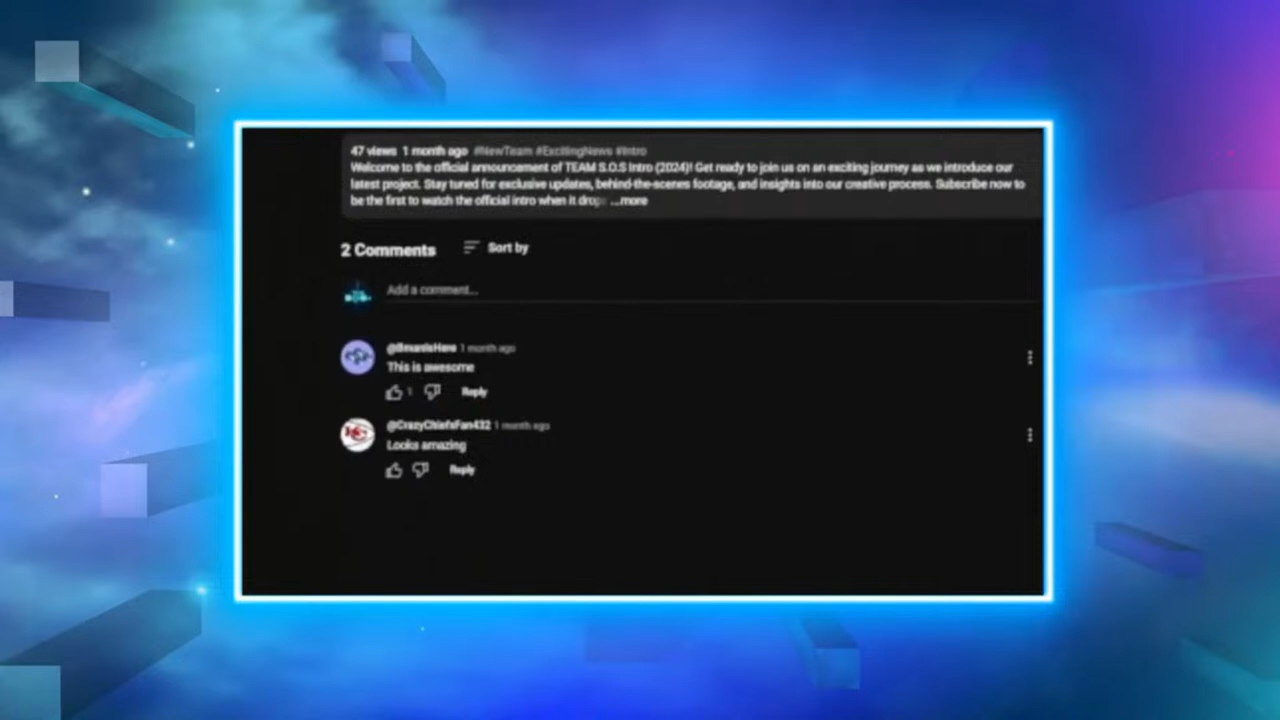 47 views 1 month ago #NewTeam #ExcitingNews #Intro
Welcome to the official announcement of TEAM S.O.S Intro (2024)! Get ready to join us on an exciting journey as we introduce our
latest project. Stay tuned for exclusive updates, behind-the-scenes footage, and insights into our creative process. Subscribe now to
be the first to watch the official intro when it drop ...more
2 Comments Sort by
Add a comment...
@BmanIsHere 1 month ago
This is awesome
1 Reply
@CrazyChiefsFan432 1 month ago
Looks amazing
Reply